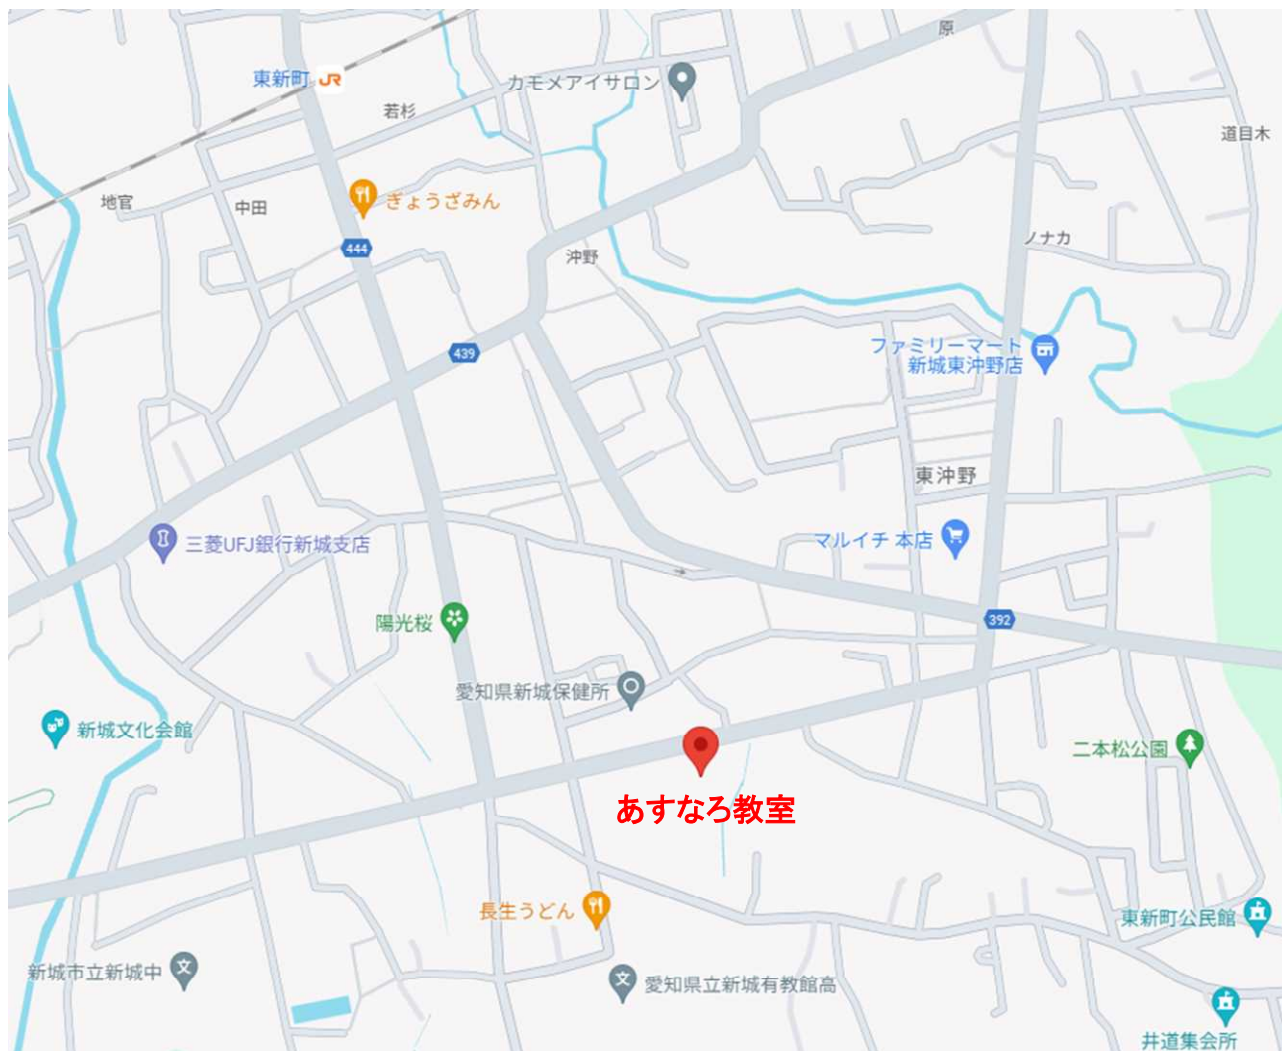 原
東新町 JR
カモメアイサロン
若杉
道目木
地官
中田
ぎょうざみん
444
沖野
ノナカ
439
ファミリーマート
新城東沖野店
東沖野
三菱UFJ銀行新城支店
マルイチ 本店
陽光桜
392
愛知県新城保健所
新城文化会館
二本松公園
あすなろ教室
長生うどん
東新町公民館
新城市立新城中
愛知県立新城有教館高
井道集会所